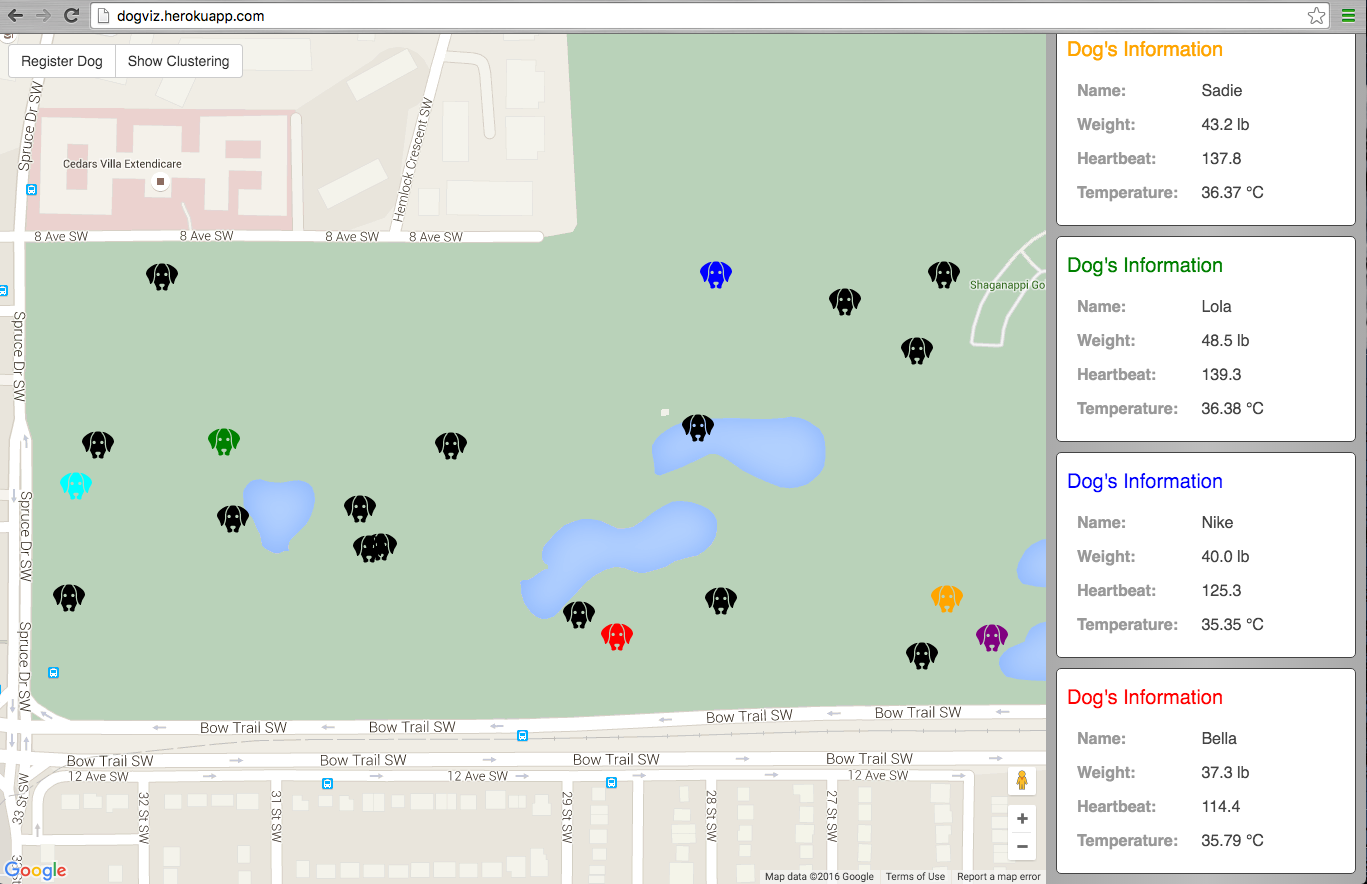 dogviz.herokuapp.com
Register Dog
Show Clustering
Spruce Dr SW
Cedars Villa Extendicare
Hemlock Crescent SW
8 Ave SW
8 Ave SW
8 Ave SW
8 Ave SW
Shaganappi Go
Spruce Dr SW
Spruce Dr SW
Spruce Dr SW
Bow Trail SW
Bow Trail SW
Bow Trail SW
Bow Trail SW
Bow Trail SW
Bow Trail SW
Bow Trail SW
Bow Trail SW
12 Ave SW
12 Ave SW
12 Ave SW
33 St SW
32 St SW
31 St SW
29 St SW
28 St SW
27 St SW
Google
Map data ©2016 Google
Terms of Use
Report a map error
Dog's Information
Name: Sadie
Weight: 43.2 lb
Heartbeat: 137.8
Temperature: 36.37 °C
Dog's Information
Name: Lola
Weight: 48.5 lb
Heartbeat: 139.3
Temperature: 36.38 °C
Dog's Information
Name: Nike
Weight: 40.0 lb
Heartbeat: 125.3
Temperature: 35.35 °C
Dog's Information
Name: Bella
Weight: 37.3 lb
Heartbeat: 114.4
Temperature: 35.79 °C